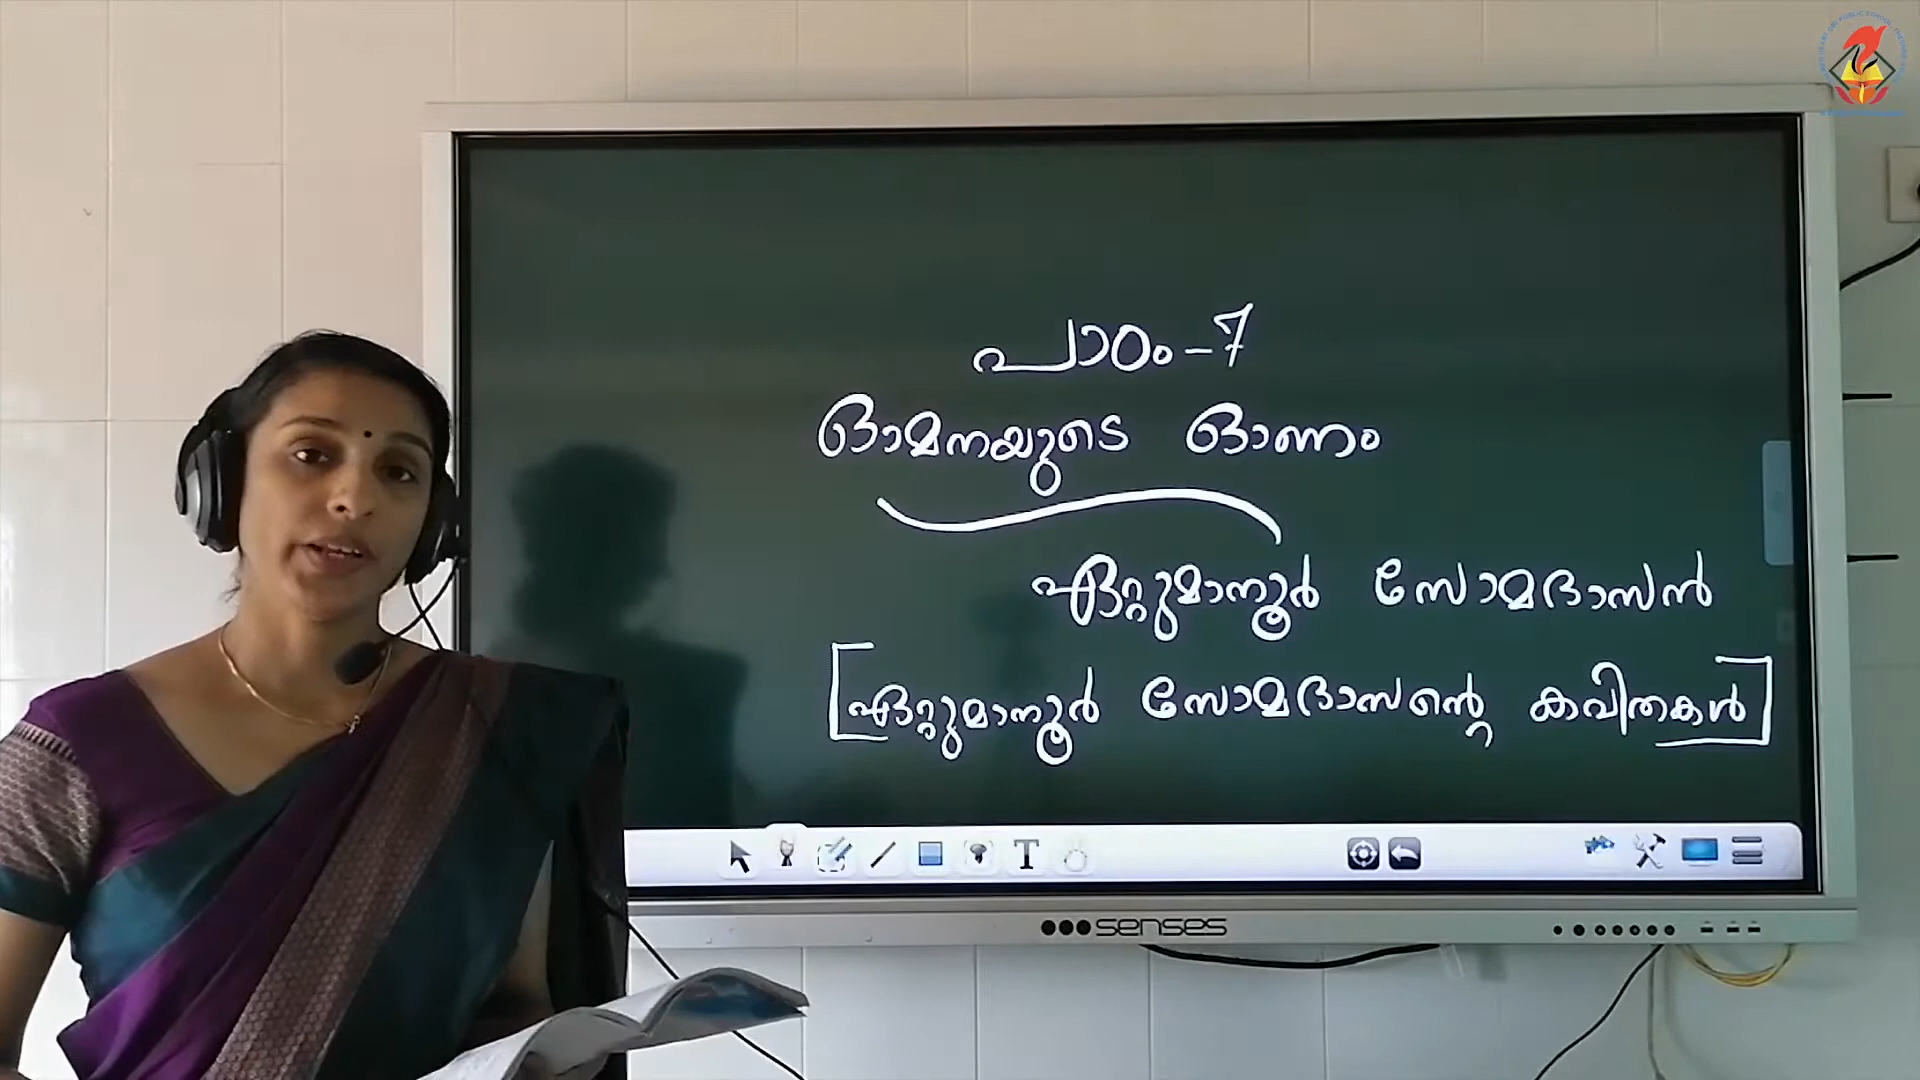 പാഠം-7
ഓമനയുടെ ഓണം
ഏറ്റുമാനൂർ സോമദാസൻ
[ഏറ്റുമാനൂർ സോമദാസന്റെ കവിതകൾ]
T
senses